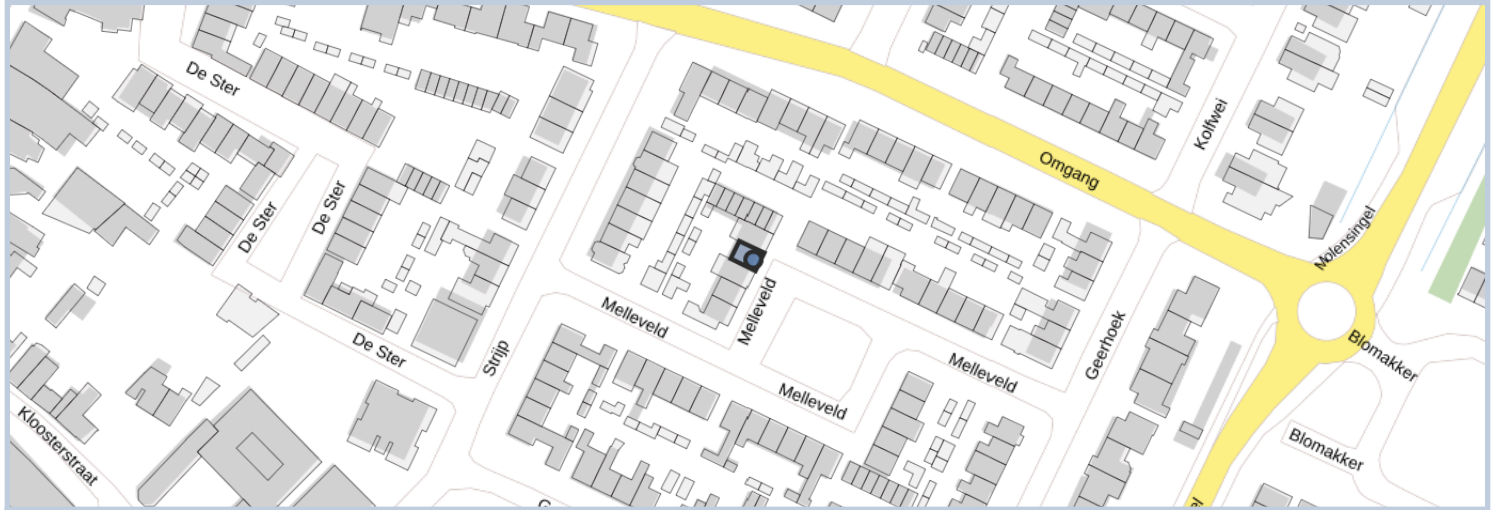 De Ster
Kolfwei
Omgang
De Ster
De Ster
Molensingel
Melleveld
Melleveld
Strijp
De Ster
Geerhoek
Melleveld
Blomakker
Melleveld
Kloosterstraat
Blomakker
G
el